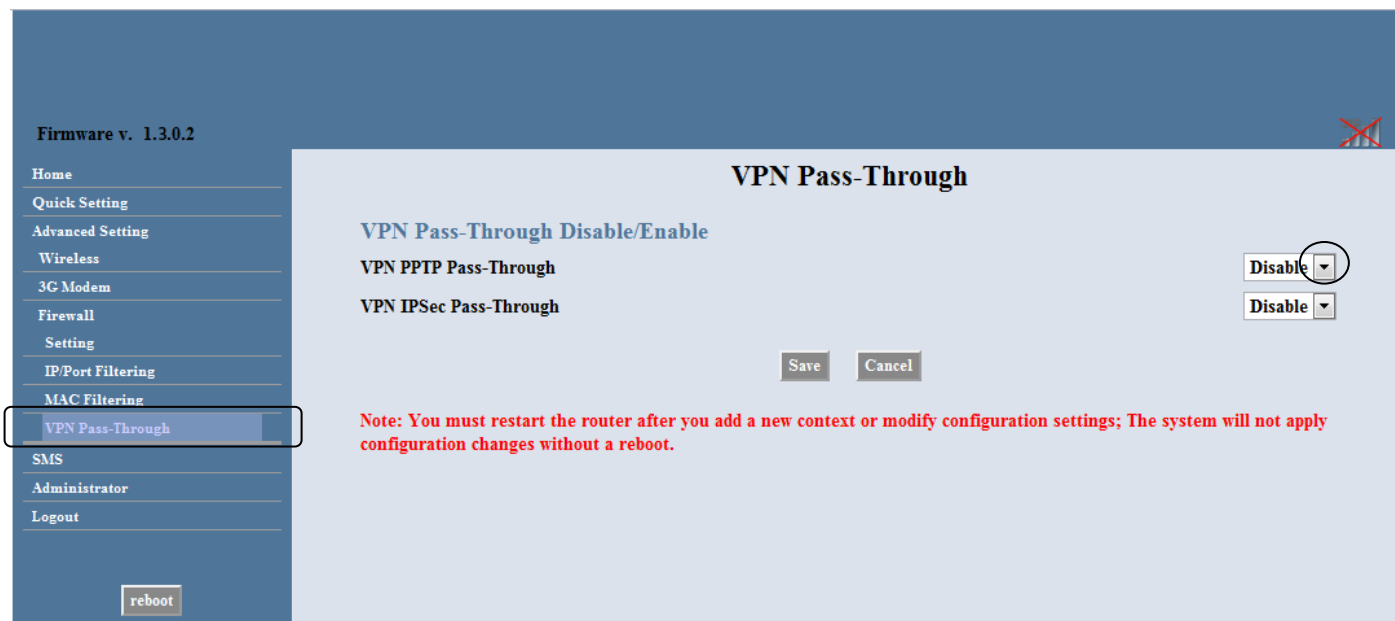 Firmware v. 1.3.0.2
Home
Quick Setting
Advanced Setting
Wireless
3G Modem
Firewall
Setting
IP/Port Filtering
MAC Filtering
VPN Pass-Through
SMS
Administrator
Logout
reboot
VPN Pass-Through
VPN Pass-Through Disable/Enable
VPN PPTP Pass-Through Disable
VPN IPSec Pass-Through Disable
Save Cancel
Note: You must restart the router after you add a new context or modify configuration settings; The system will not apply
configuration changes without a reboot.